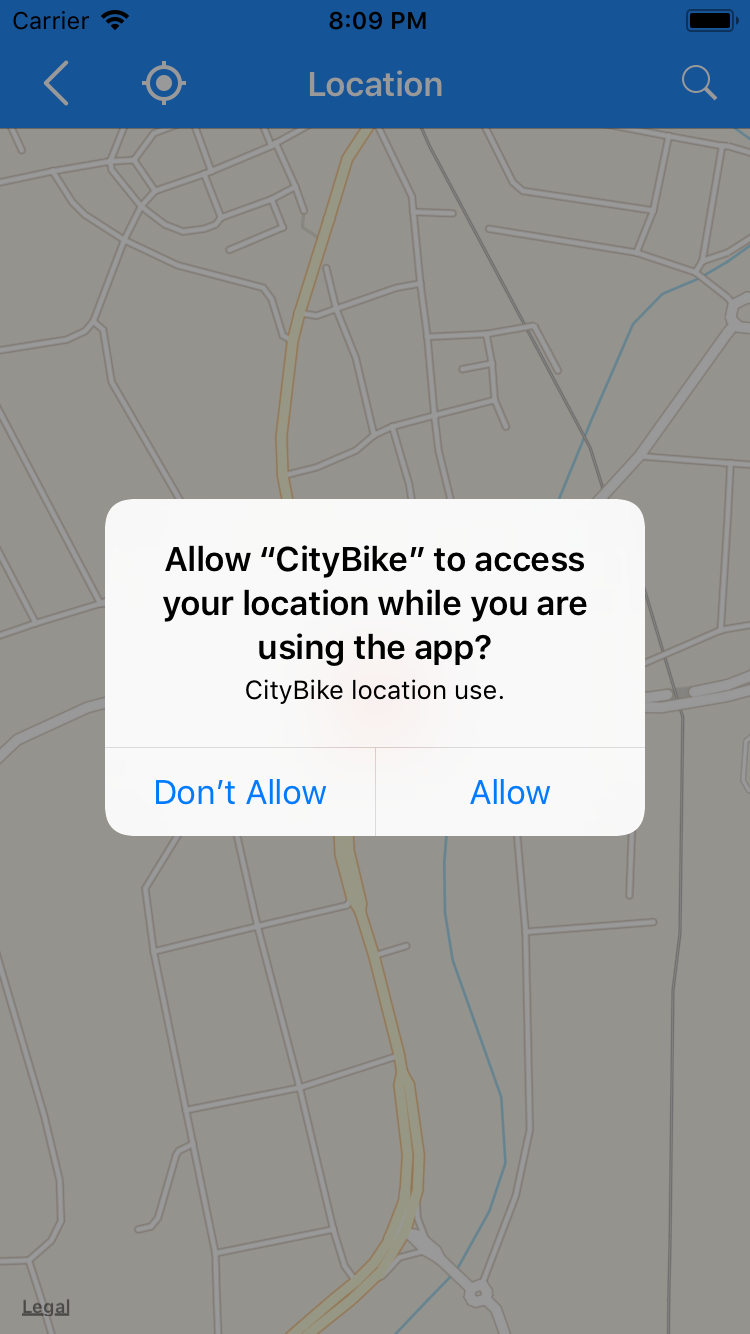 Carrier 8:09 PM
Location
Allow “CityBike” to access
your location while you are
using the app?
CityBike location use.
Don’t Allow Allow
Legal